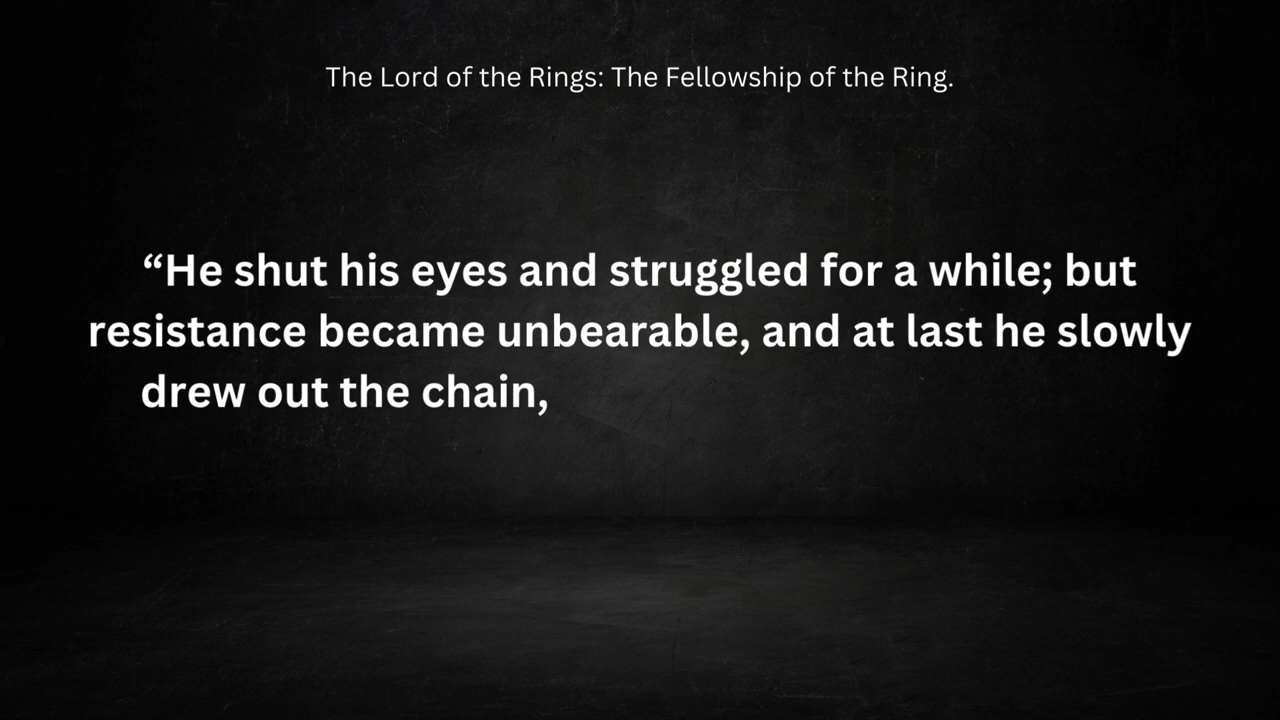 The Lord of the Rings: The Fellowship of the Ring.
“He shut his eyes and struggled for a while; but
resistance became unbearable, and at last he slowly
drew out the chain,